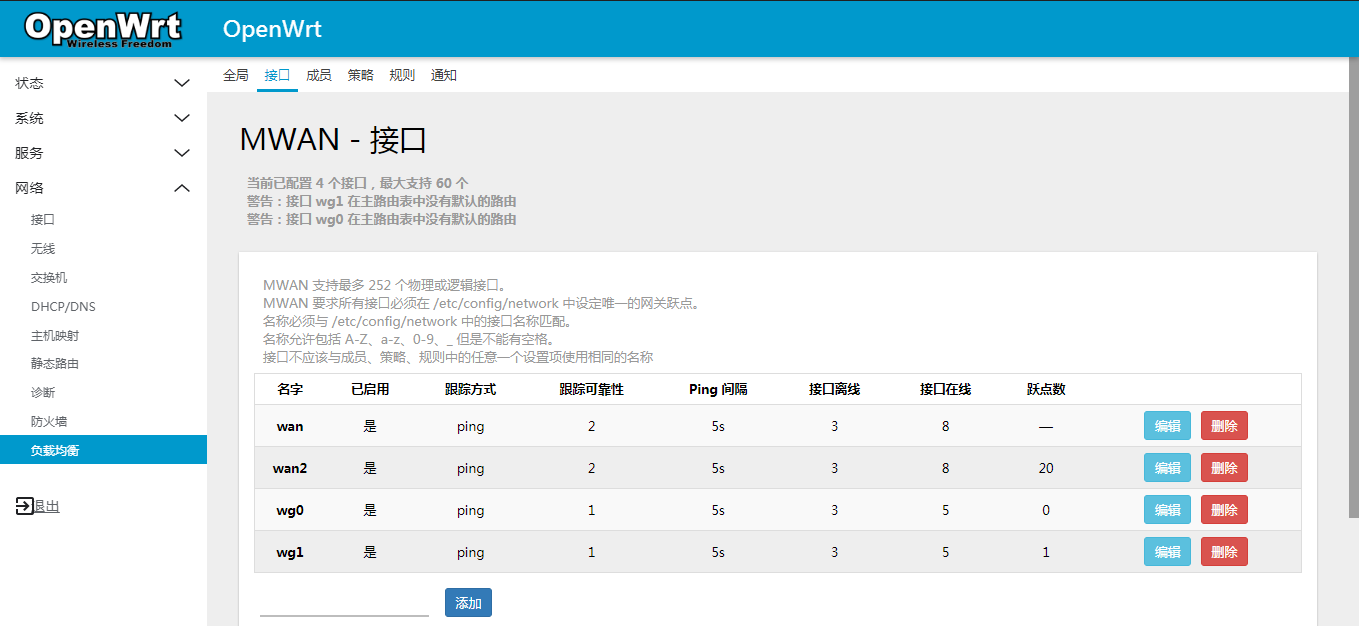 OpenWrt
Wireless Freedom
OpenWrt
状态
系统
服务
网络
接口
无线
交换机
DHCP/DNS
主机映射
静态路由
诊断
防火墙
负载均衡
退出
全局 接口 成员 策略 规则 通知
MWAN - 接口
当前已配置 4 个接口，最大支持 60 个
警告：接口 wg1 在主路由表中没有默认的路由
警告：接口 wg0 在主路由表中没有默认的路由
MWAN 支持最多 252 个物理或逻辑接口。
MWAN 要求所有接口必须在 /etc/config/network 中设定唯一的网关跃点。
名称必须与 /etc/config/network 中的接口名称匹配。
名称允许包括 A-Z、a-z、0-9、_ 但是不能有空格。
接口不应该与成员、策略、规则中的任意一个设置项使用相同的名称
名字 已启用 跟踪方式 跟踪可靠性 Ping 间隔 接口离线 接口在线 跃点数
wan 是 ping 2 5s 3 8 — 编辑 删除
wan2 是 ping 2 5s 3 8 20 编辑 删除
wg0 是 ping 1 5s 3 5 0 编辑 删除
wg1 是 ping 1 5s 3 5 1 编辑 删除
添加